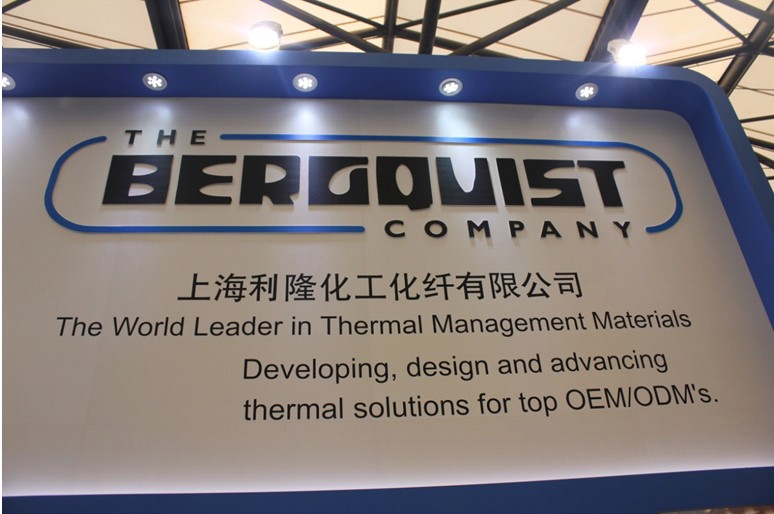 THE
BERGQUIST
COMPANY
上海利隆化工化纤有限公司
The World Leader in Thermal Management Materials
Developing, design and advancing
thermal solutions for top OEM/ODM's.